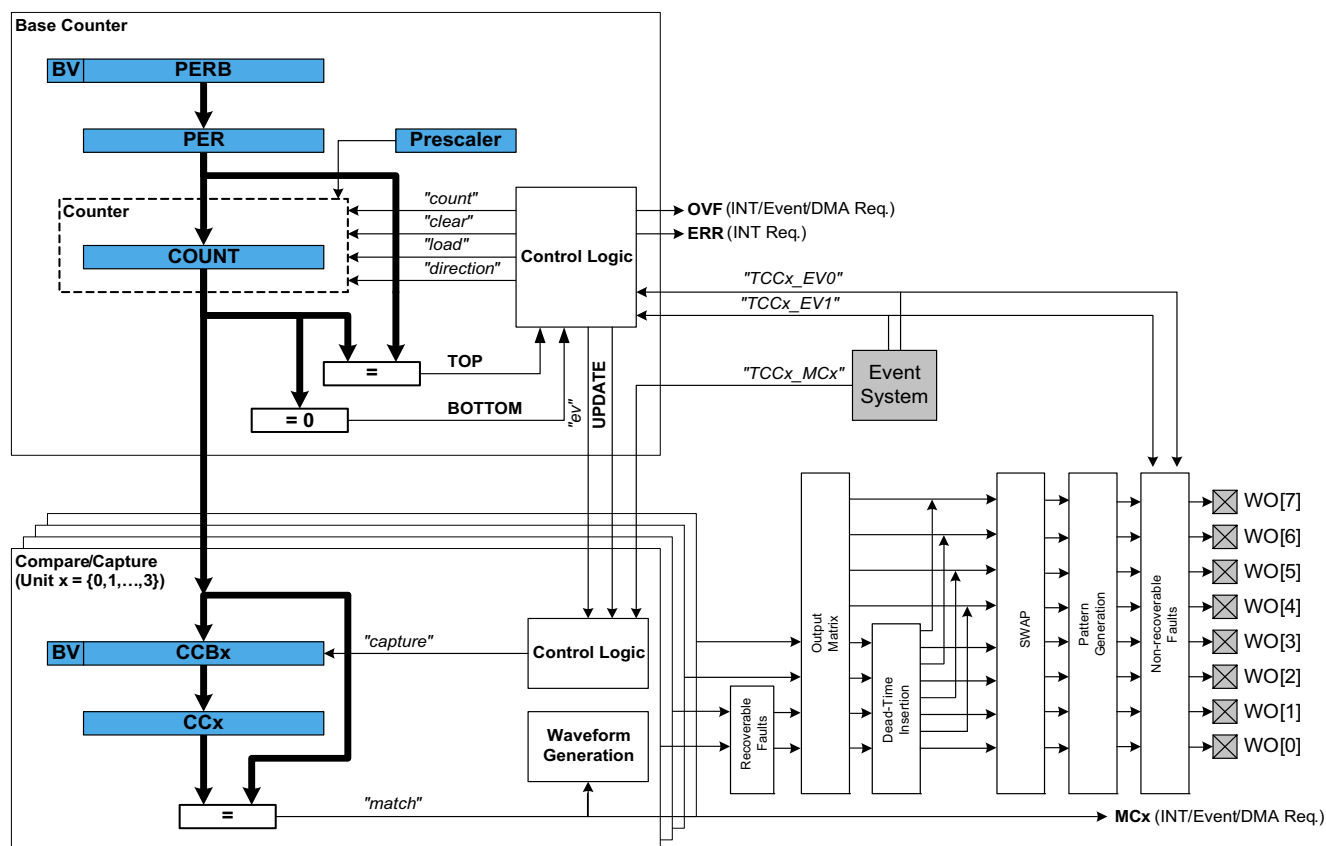 Base Counter
BV PERB
PER
Prescaler
Counter
COUNT
"count"
"clear"
"load"
"direction"
Control Logic
OVF (INT/Event/DMA Req.)
ERR (INT Req.)
"TCCx_EV0"
"TCCx_EV1"
"TCCx_MCx"
Event
System
=
TOP
= 0
BOTTOM
"ev"
UPDATE
Compare/Capture
(Unit x = {0,1,…,3})
BV CCBx
"capture"
Control Logic
CCx
Waveform
Generation
=
"match"
Recoverable
Faults
Output
Matrix
Dead-Time
Insertion
SWAP
Pattern
Generation
Non-recoverable
Faults
WO[7]
WO[6]
WO[5]
WO[4]
WO[3]
WO[2]
WO[1]
WO[0]
MCx (INT/Event/DMA Req.)